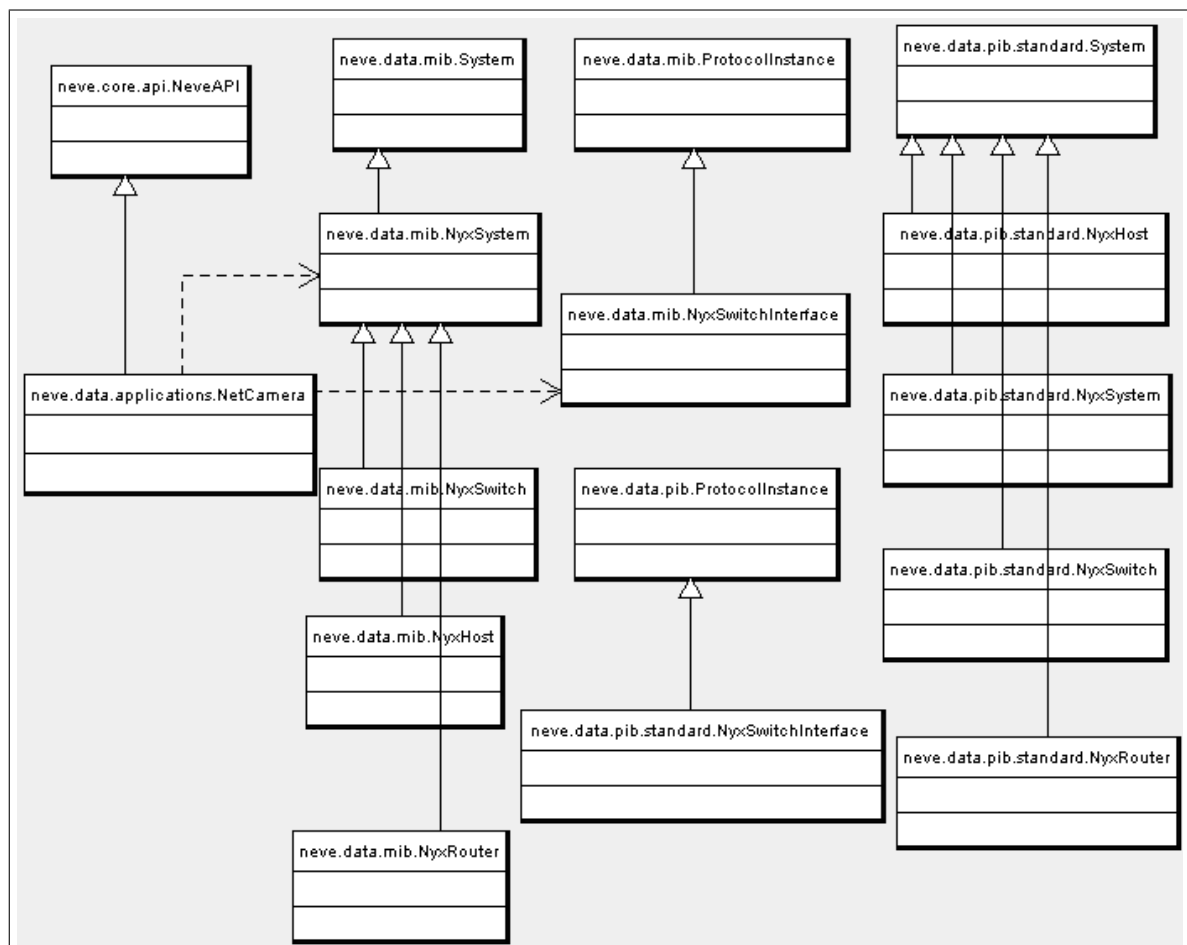 neve.core.api.NeveAPI
neve.data.mib.System
neve.data.mib.ProtocolInstance
neve.data.pib.standard.System
neve.data.mib.NyxSystem
neve.data.pib.standard.NyxHost
neve.data.mib.NyxSwitchInterface
neve.data.applications.NetCamera
neve.data.pib.standard.NyxSystem
neve.data.mib.NyxSwitch
neve.data.pib.ProtocolInstance
neve.data.pib.standard.NyxSwitch
neve.data.mib.NyxHost
neve.data.pib.standard.NyxSwitchInterface
neve.data.pib.standard.NyxRouter
neve.data.mib.NyxRouter